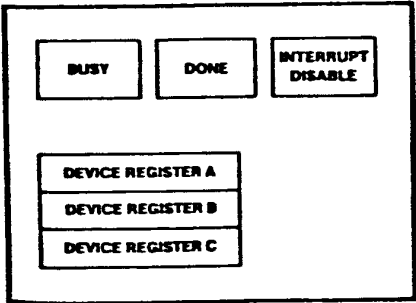 BUSY
DONE
INTERRUPT
DISABLE
DEVICE REGISTER A
DEVICE REGISTER B
DEVICE REGISTER C